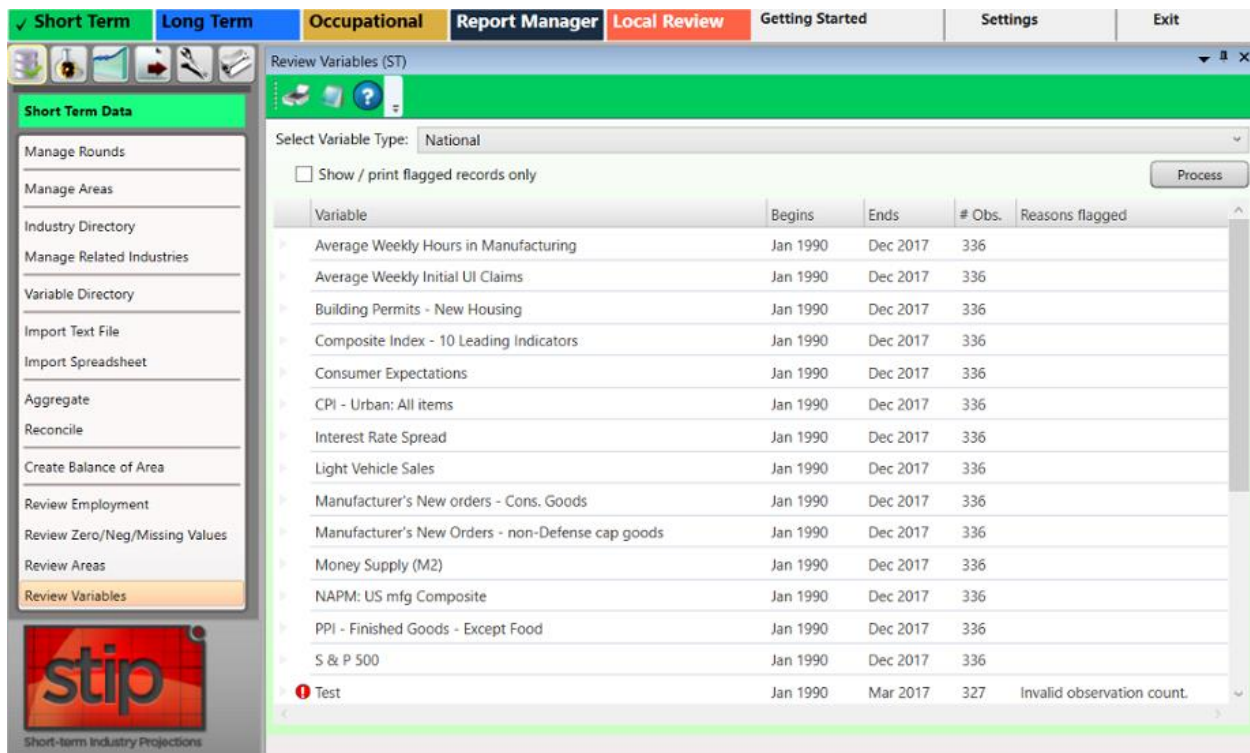 ✓ Short Term Long Term Occupational Report Manager Local Review Getting Started Settings Exit
Review Variables (ST)
Short Term Data
Manage Rounds
Manage Areas
Industry Directory
Manage Related Industries
Variable Directory
Import Text File
Import Spreadsheet
Aggregate
Reconcile
Create Balance of Area
Review Employment
Review Zero/Neg/Missing Values
Review Areas
Review Variables
stip
Short-term Industry Projections
Select Variable Type: National
Show / print flagged records only Process
Variable Begins Ends # Obs. Reasons flagged
Average Weekly Hours in Manufacturing Jan 1990 Dec 2017 336
Average Weekly Initial UI Claims Jan 1990 Dec 2017 336
Building Permits - New Housing Jan 1990 Dec 2017 336
Composite Index - 10 Leading Indicators Jan 1990 Dec 2017 336
Consumer Expectations Jan 1990 Dec 2017 336
CPI - Urban: All items Jan 1990 Dec 2017 336
Interest Rate Spread Jan 1990 Dec 2017 336
Light Vehicle Sales Jan 1990 Dec 2017 336
Manufacturer's New orders - Cons. Goods Jan 1990 Dec 2017 336
Manufacturer's New Orders - non-Defense cap goods Jan 1990 Dec 2017 336
Money Supply (M2) Jan 1990 Dec 2017 336
NAPM: US mfg Composite Jan 1990 Dec 2017 336
PPI - Finished Goods - Except Food Jan 1990 Dec 2017 336
S & P 500 Jan 1990 Dec 2017 336
Test Jan 1990 Mar 2017 327 Invalid observation count.